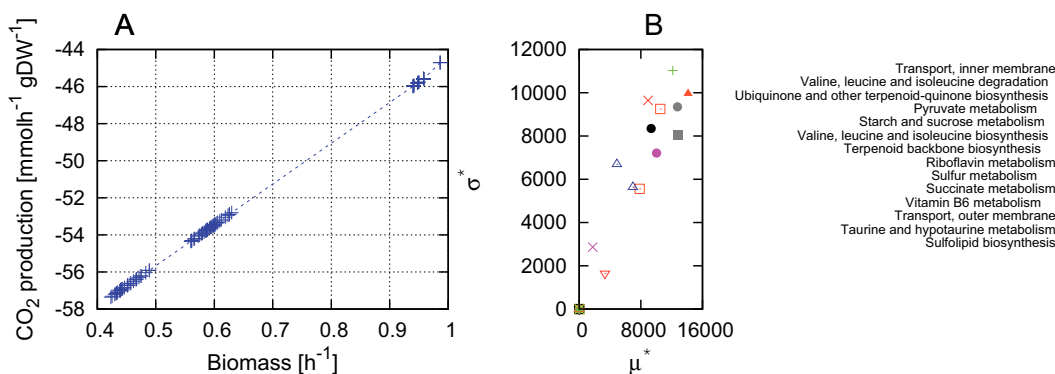 A
CO2 production [mmolh-1 gDW-1]
-44
-46
-48
-50
-52
-54
-56
-58
0.4 0.5 0.6 0.7 0.8 0.9 1
Biomass [h-1]
B
σ*
12000
10000
8000
6000
4000
2000
0
0 8000 16000
μ*
Transport, inner membrane
Valine, leucine and isoleucine degradation
Ubiquinone and other terpenoid-quinone biosynthesis
Pyruvate metabolism
Starch and sucrose metabolism
Valine, leucine and isoleucine biosynthesis
Terpenoid backbone biosynthesis
Riboflavin metabolism
Sulfur metabolism
Succinate metabolism
Vitamin B6 metabolism
Transport, outer membrane
Taurine and hypotaurine metabolism
Sulfolipid biosynthesis